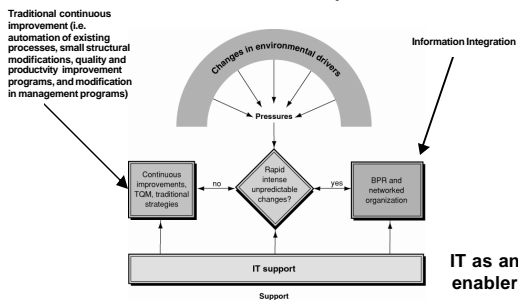 Traditional continuous
improvement (i.e.
automation of existing
processes, small structural
modifications, quality and
productvity improvement
programs, and modification
in management programs)
Information Integration
Changes in environmental drivers
Pressures
Continuous
improvements,
TQM, traditional
strategies
no
Rapid
intense
unpredictable
changes?
yes
BPR and
networked
organization
IT support
IT as an
enabler
Support